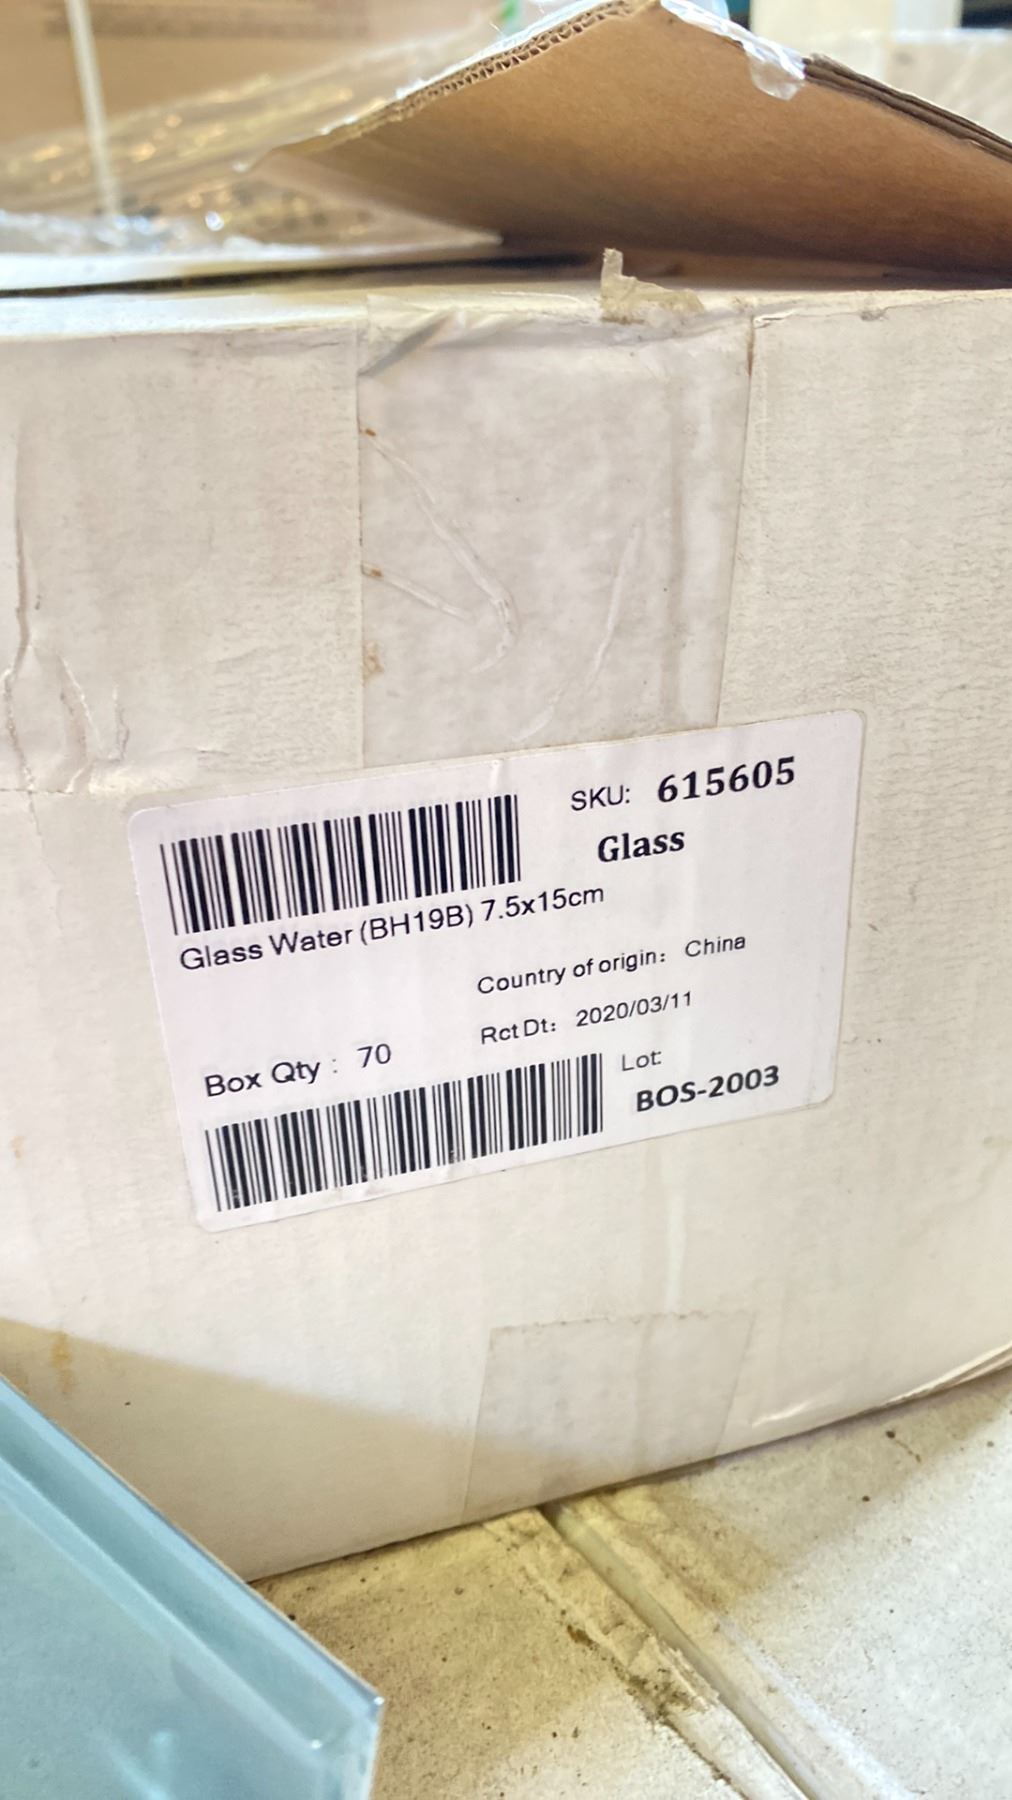 SKU: 615605
Glass
Glass Water (BH19B) 7.5x15cm
Country of origin: China
Rct Dt: 2020/03/11
Box Qty : 70
Lot:
BOS-2003